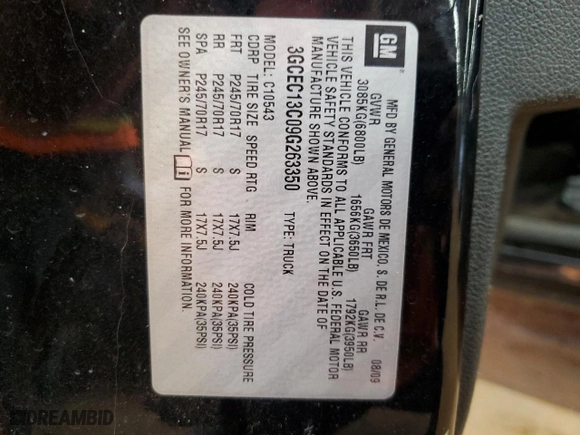 GM
MFD BY GENERAL MOTORS DE MEXICO, S. DE R.L. DE C.V. 08/09
GVWR GAWR FRT GAWR RR
3085KG(6800LB) 1656KG(3650LB) 1792KG(3950LB)
THIS VEHICLE CONFORMS TO ALL APPLICABLE U.S. FEDERAL MOTOR
VEHICLE SAFETY STANDARDS IN EFFECT ON THE DATE OF
MANUFACTURE SHOWN ABOVE.
3GCEC13C09G263350 TYPE: TRUCK
MODEL: C10543
CORP TIRE SIZE SPEED RTG RIM COLD TIRE PRESSURE
FRT P245/70R17 S 17X7.5J 240KPA(35PSI)
RR P245/70R17 S 17X7.5J 240KPA(35PSI)
SPA P245/70R17 S 17X7.5J 240KPA(35PSI)
SEE OWNER'S MANUAL i FOR MORE INFORMATION.
DREAMBID